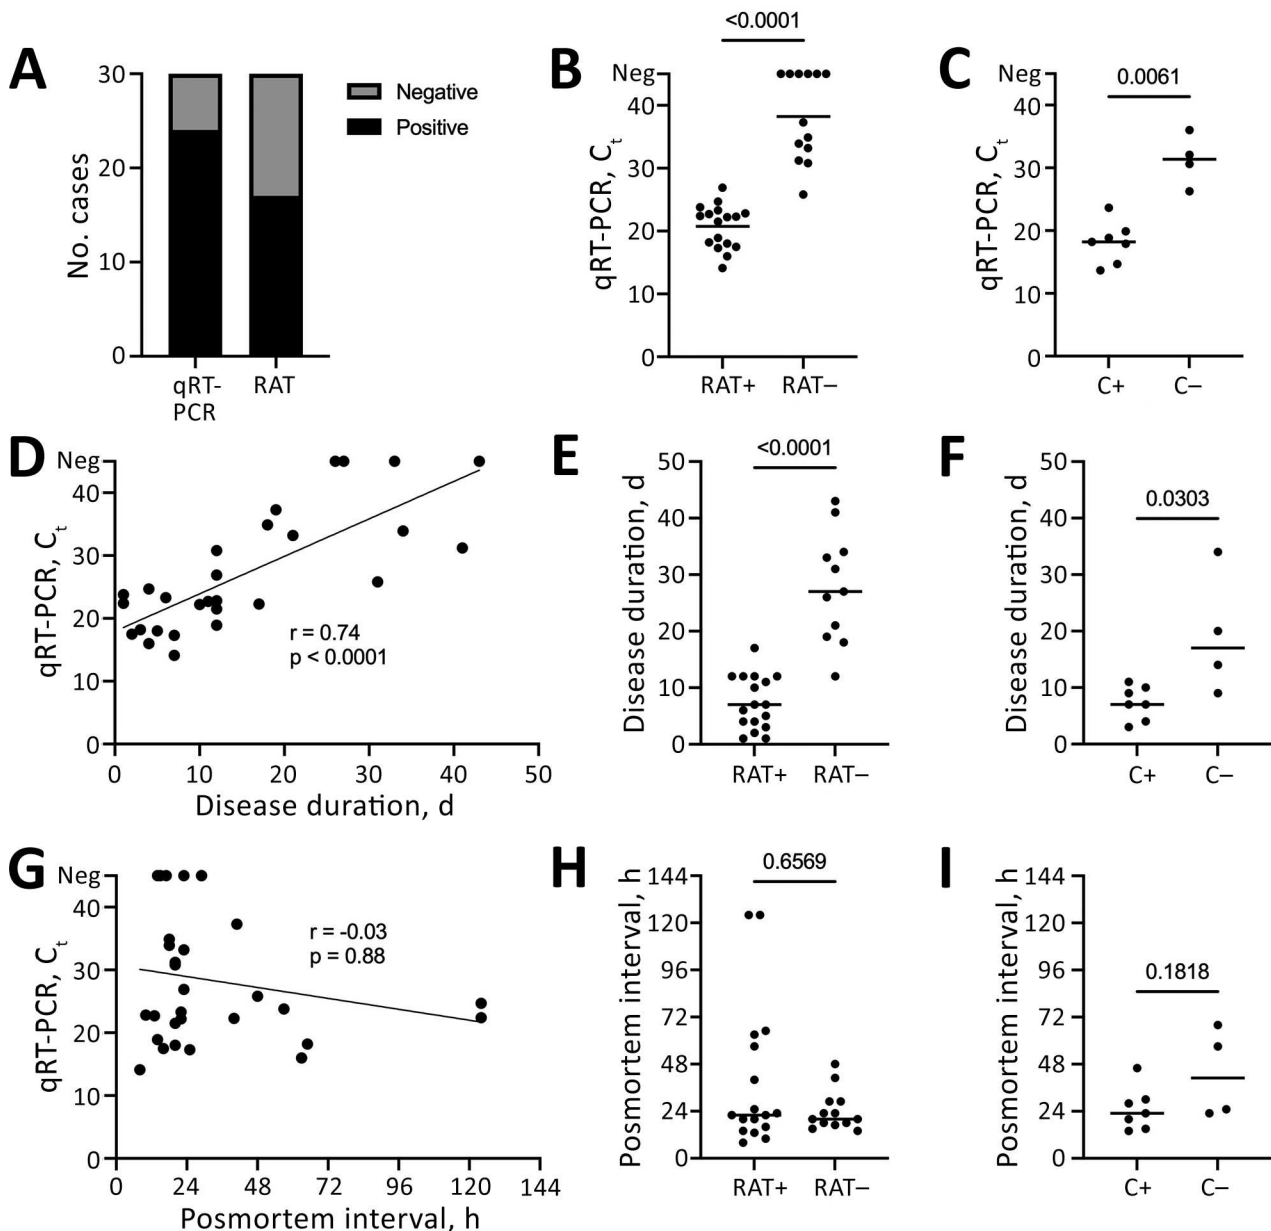 A
No. cases
30
20
10
0
qRT-
PCR
RAT
Negative
Positive
B
<0.0001
qRT-PCR, Ct
Neg
40
30
20
10
0
RAT+
RAT–
C
0.0061
qRT-PCR, Ct
Neg
40
30
20
10
0
C+
C–
D
qRT-PCR, Ct
Neg
40
30
20
10
0
r = 0.74
p < 0.0001
0 10 20 30 40 50
Disease duration, d
E
<0.0001
Disease duration, d
50
40
30
20
10
0
RAT+
RAT–
F
0.0303
Disease duration, d
50
40
30
20
10
0
C+
C–
G
qRT-PCR, Ct
Neg
40
30
20
10
0
r = -0.03
p = 0.88
0 24 48 72 96 120 144
Posmortem interval, h
H
0.6569
Posmortem interval, h
144
120
96
72
48
24
0
RAT+
RAT–
I
0.1818
Posmortem interval, h
144
120
96
72
48
24
0
C+
C–